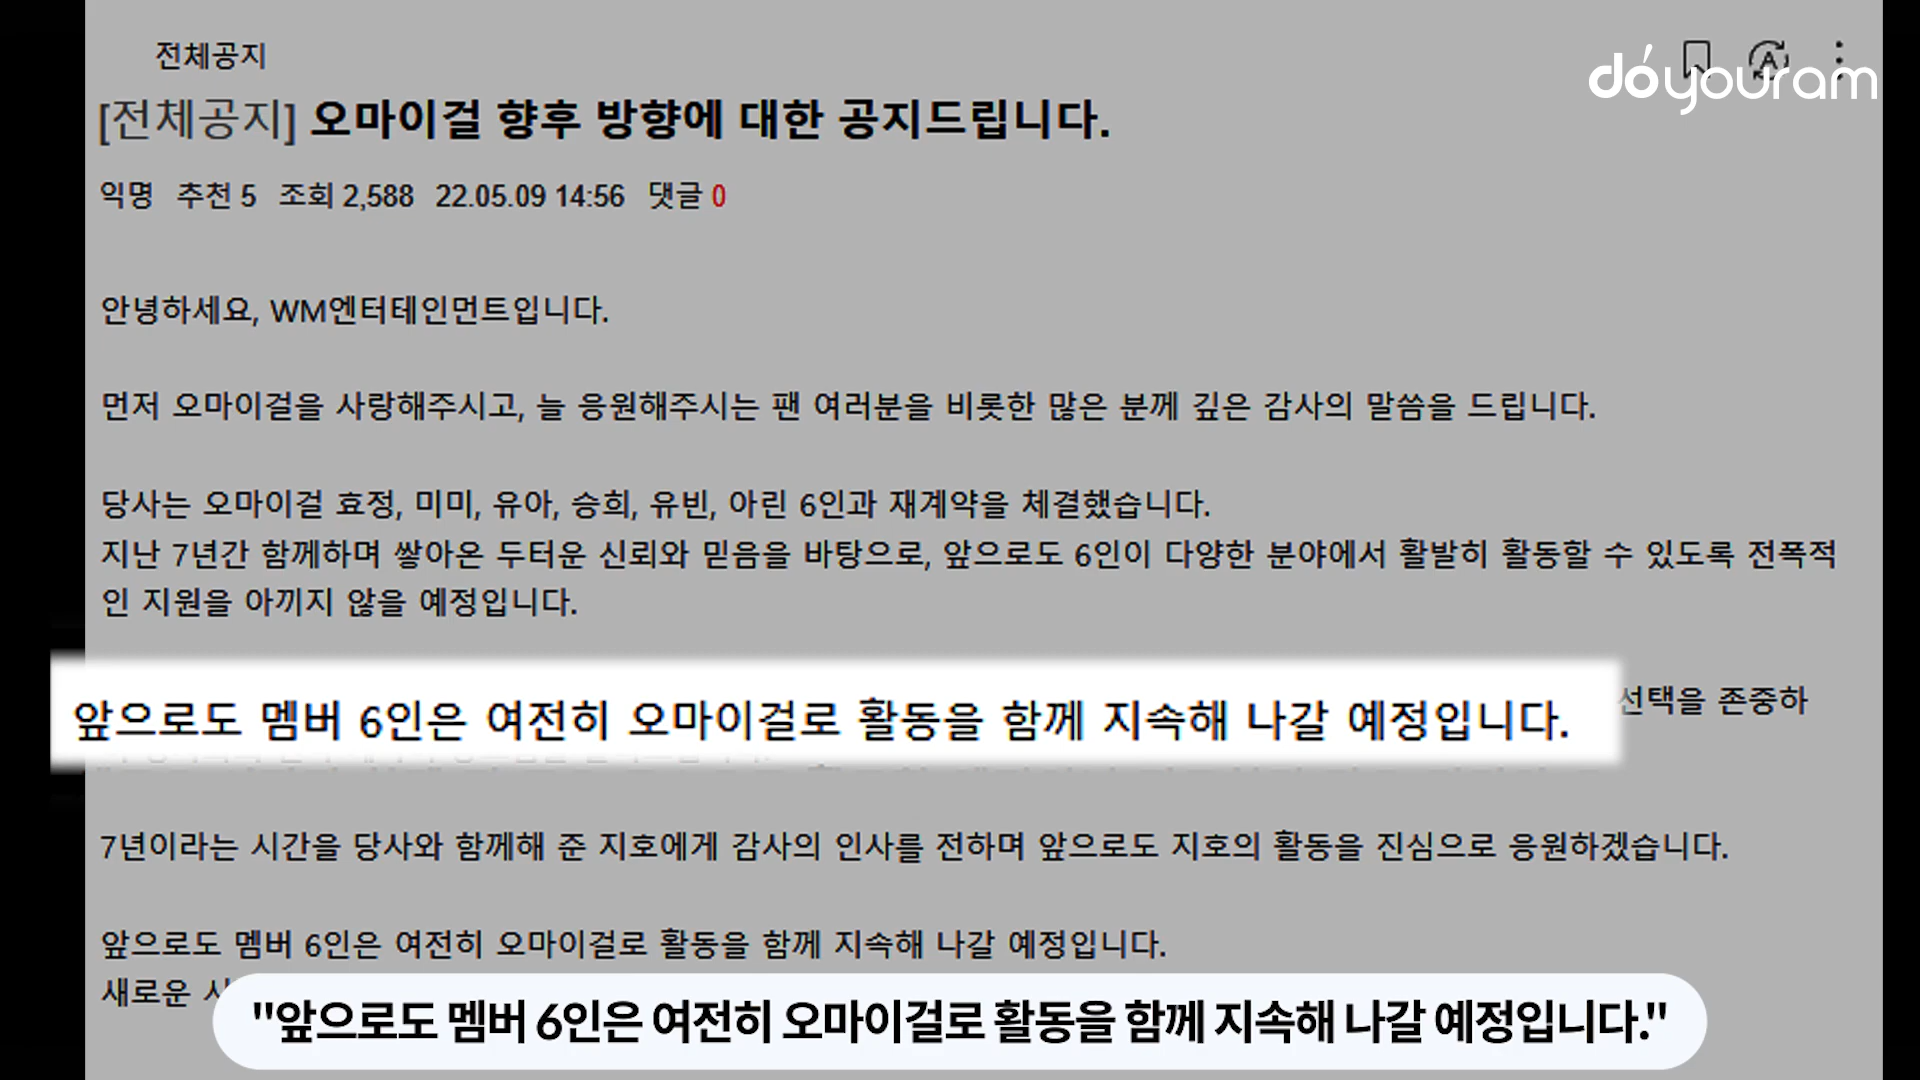 전체공지
dóyouram
[전체공지] 오마이걸 향후 방향에 대한 공지드립니다.
익명 추천 5 조회 2,588 22.05.09 14:56 댓글 0
안녕하세요, WM엔터테인먼트입니다.
먼저 오마이걸을 사랑해주시고, 늘 응원해주시는 팬 여러분을 비롯한 많은 분께 깊은 감사의 말씀을 드립니다.
당사는 오마이걸 효정, 미미, 유아, 승희, 유빈, 아린 6인과 재계약을 체결했습니다.
지난 7년간 함께하며 쌓아온 두터운 신뢰와 믿음을 바탕으로, 앞으로도 6인이 다양한 분야에서 활발히 활동할 수 있도록 전폭적
인 지원을 아끼지 않을 예정입니다.
선택을 존중하
앞으로도 멤버 6인은 여전히 오마이걸로 활동을 함께 지속해 나갈 예정입니다.
7년이라는 시간을 당사와 함께해 준 지호에게 감사의 인사를 전하며 앞으로도 지호의 활동을 진심으로 응원하겠습니다.
앞으로도 멤버 6인은 여전히 오마이걸로 활동을 함께 지속해 나갈 예정입니다.
새로운
"앞으로도 멤버 6인은 여전히 오마이걸로 활동을 함께 지속해 나갈 예정입니다."